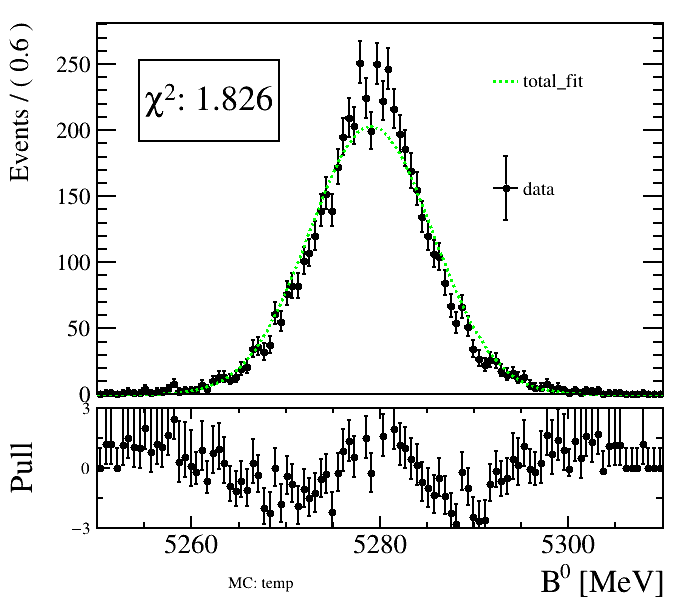 Events / ( 0.6 )
250
200
150
100
50
0
χ²: 1.826
total_fit
data
Pull
3
0
−3
5260
5280
5300
MC: temp
B⁰ [MeV]